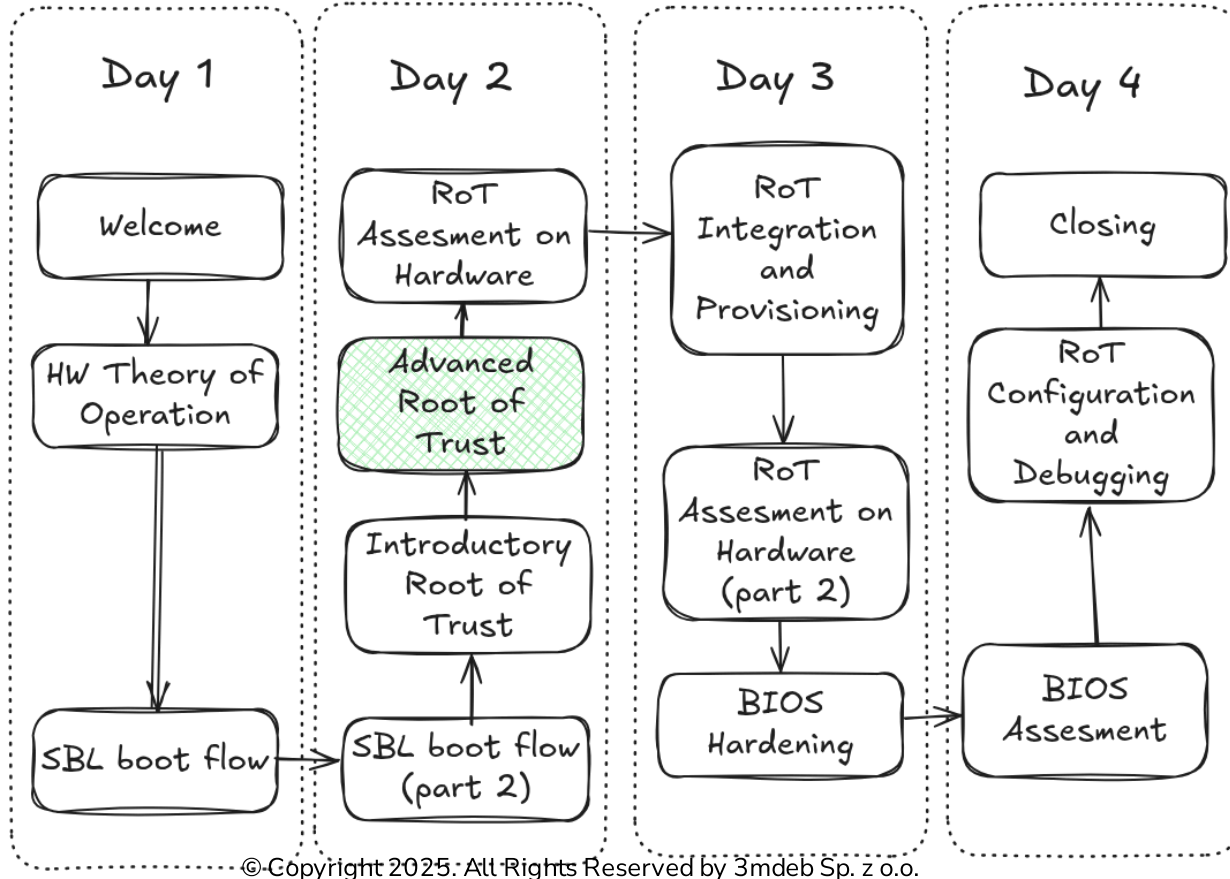 Day 1
Welcome
HW Theory of
Operation
SBL boot flow
Day 2
RoT
Assesment on
Hardware
Advanced
Root of
Trust
Introductory
Root of
Trust
SBL boot flow
(part 2)
Day 3
RoT
Integration
and
Provisioning
RoT
Assesment on
Hardware
(part 2)
BIOS
Hardening
Day 4
Closing
RoT
Configuration
and
Debugging
BIOS
Assesment
© Copyright 2025. All Rights Reserved by 3mdeb Sp. z o.o.